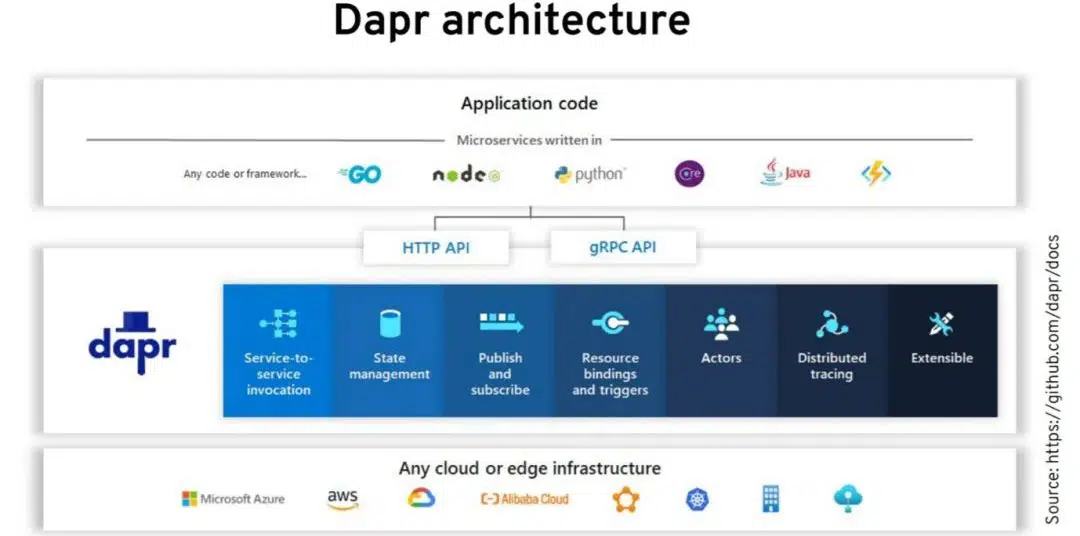 Dapr architecture
Application code
Microservices written in
Any code or framework...
GO
node
python
Core
Java
HTTP API
gRPC API
dapr
Service-to-
service
invocation
State
management
Publish
and
subscribe
Resource
bindings
and triggers
Actors
Distributed
tracing
Extensible
Any cloud or edge infrastructure
Microsoft Azure
aws
Alibaba Cloud
Source: https://github.com/dapr/docs